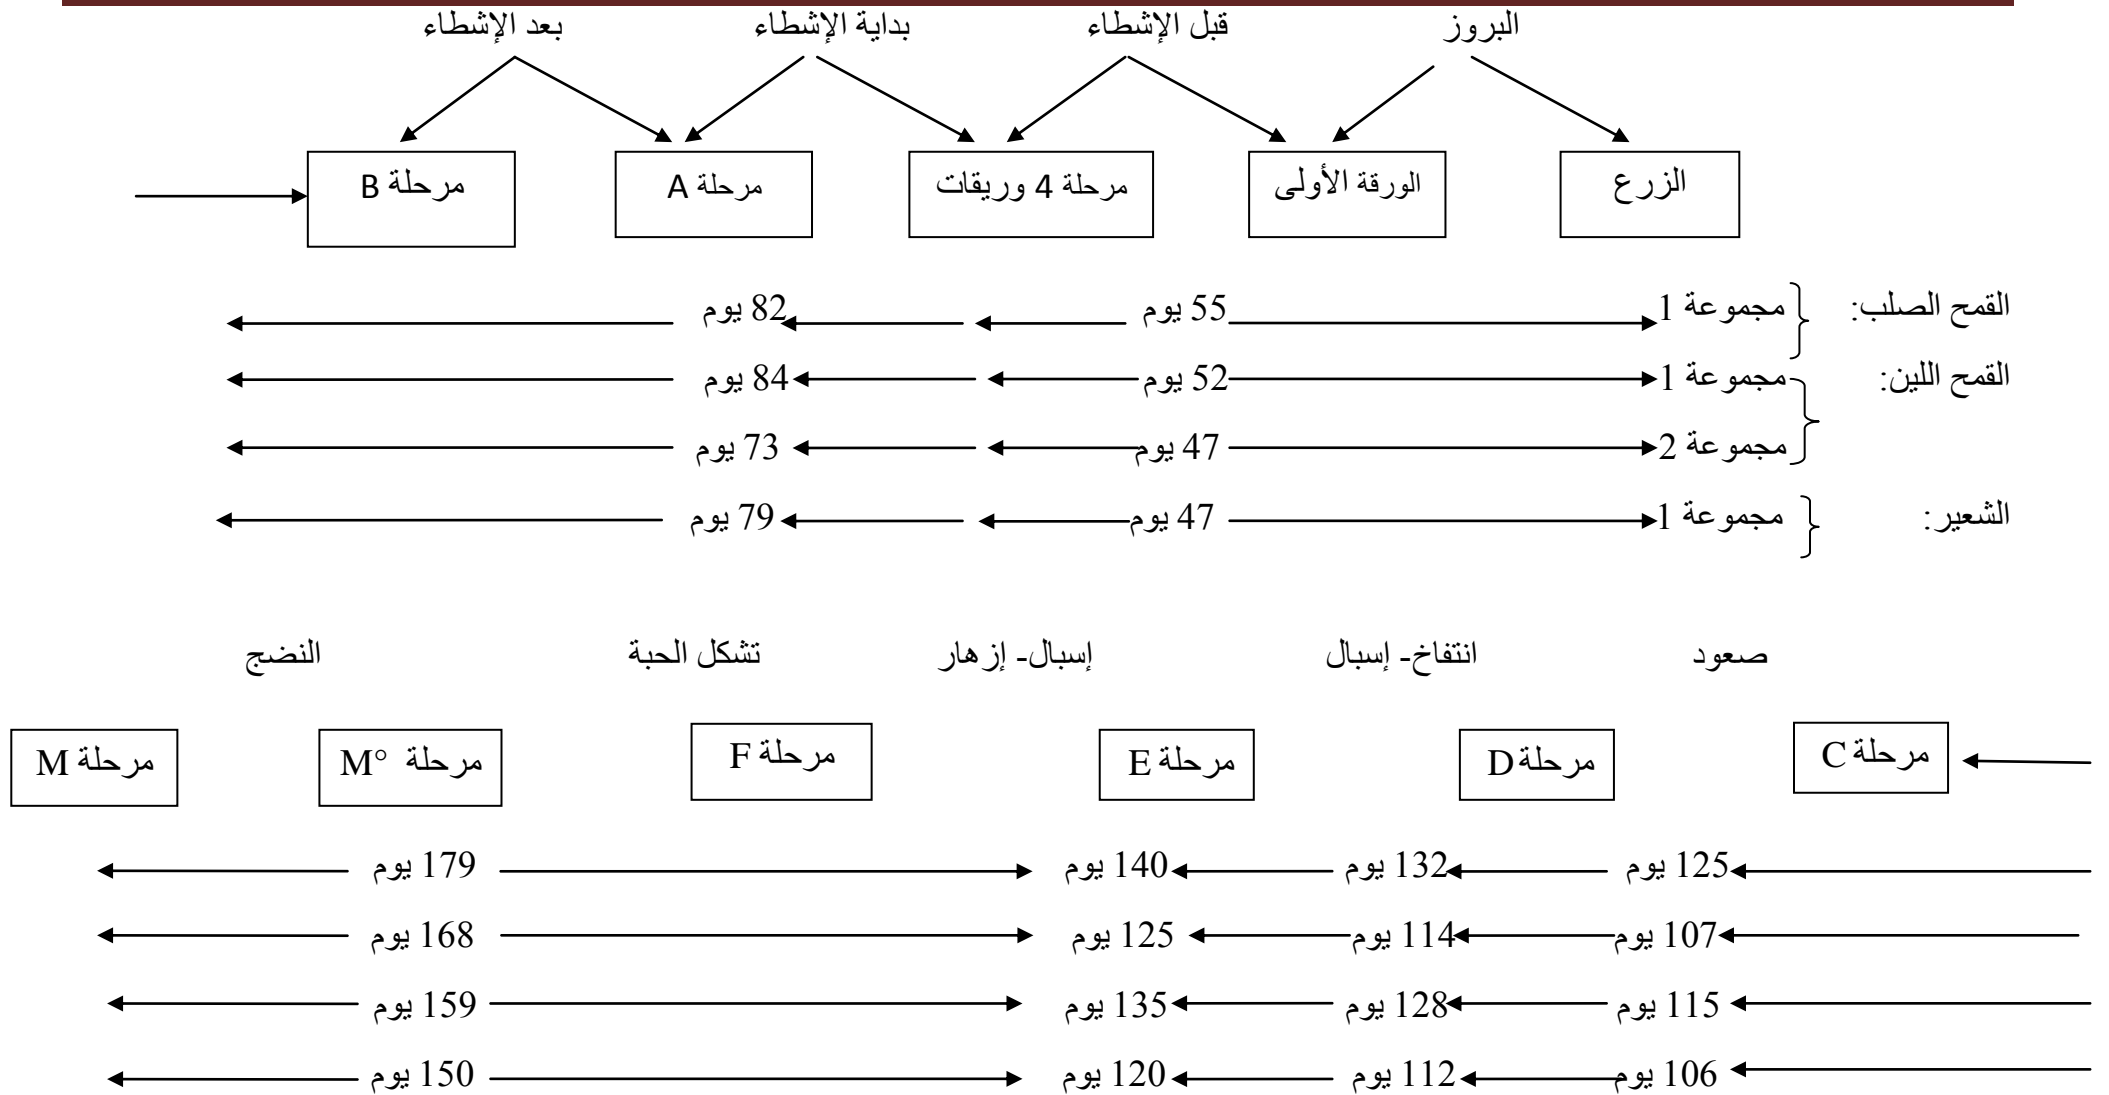 البروز قبل الإشطاء بداية الإشطاء بعد الإشطاء
الزرع الورقة الأولى مرحلة 4 وريقات مرحلة A مرحلة B
القمح الصلب: مجموعة 1 55 يوم 82 يوم
القمح اللين: مجموعة 1 52 يوم 84 يوم
مجموعة 2 47 يوم 73 يوم
الشعير: مجموعة 1 47 يوم 79 يوم
صعود انتفاخ- إسبال إسبال- إزهار تشكل الحبة النضج
مرحلة C مرحلة D مرحلة E مرحلة F مرحلة M° مرحلة M
125 يوم 132 يوم 140 يوم 179 يوم
107 يوم 114 يوم 125 يوم 168 يوم
115 يوم 128 يوم 135 يوم 159 يوم
106 يوم 112 يوم 120 يوم 150 يوم